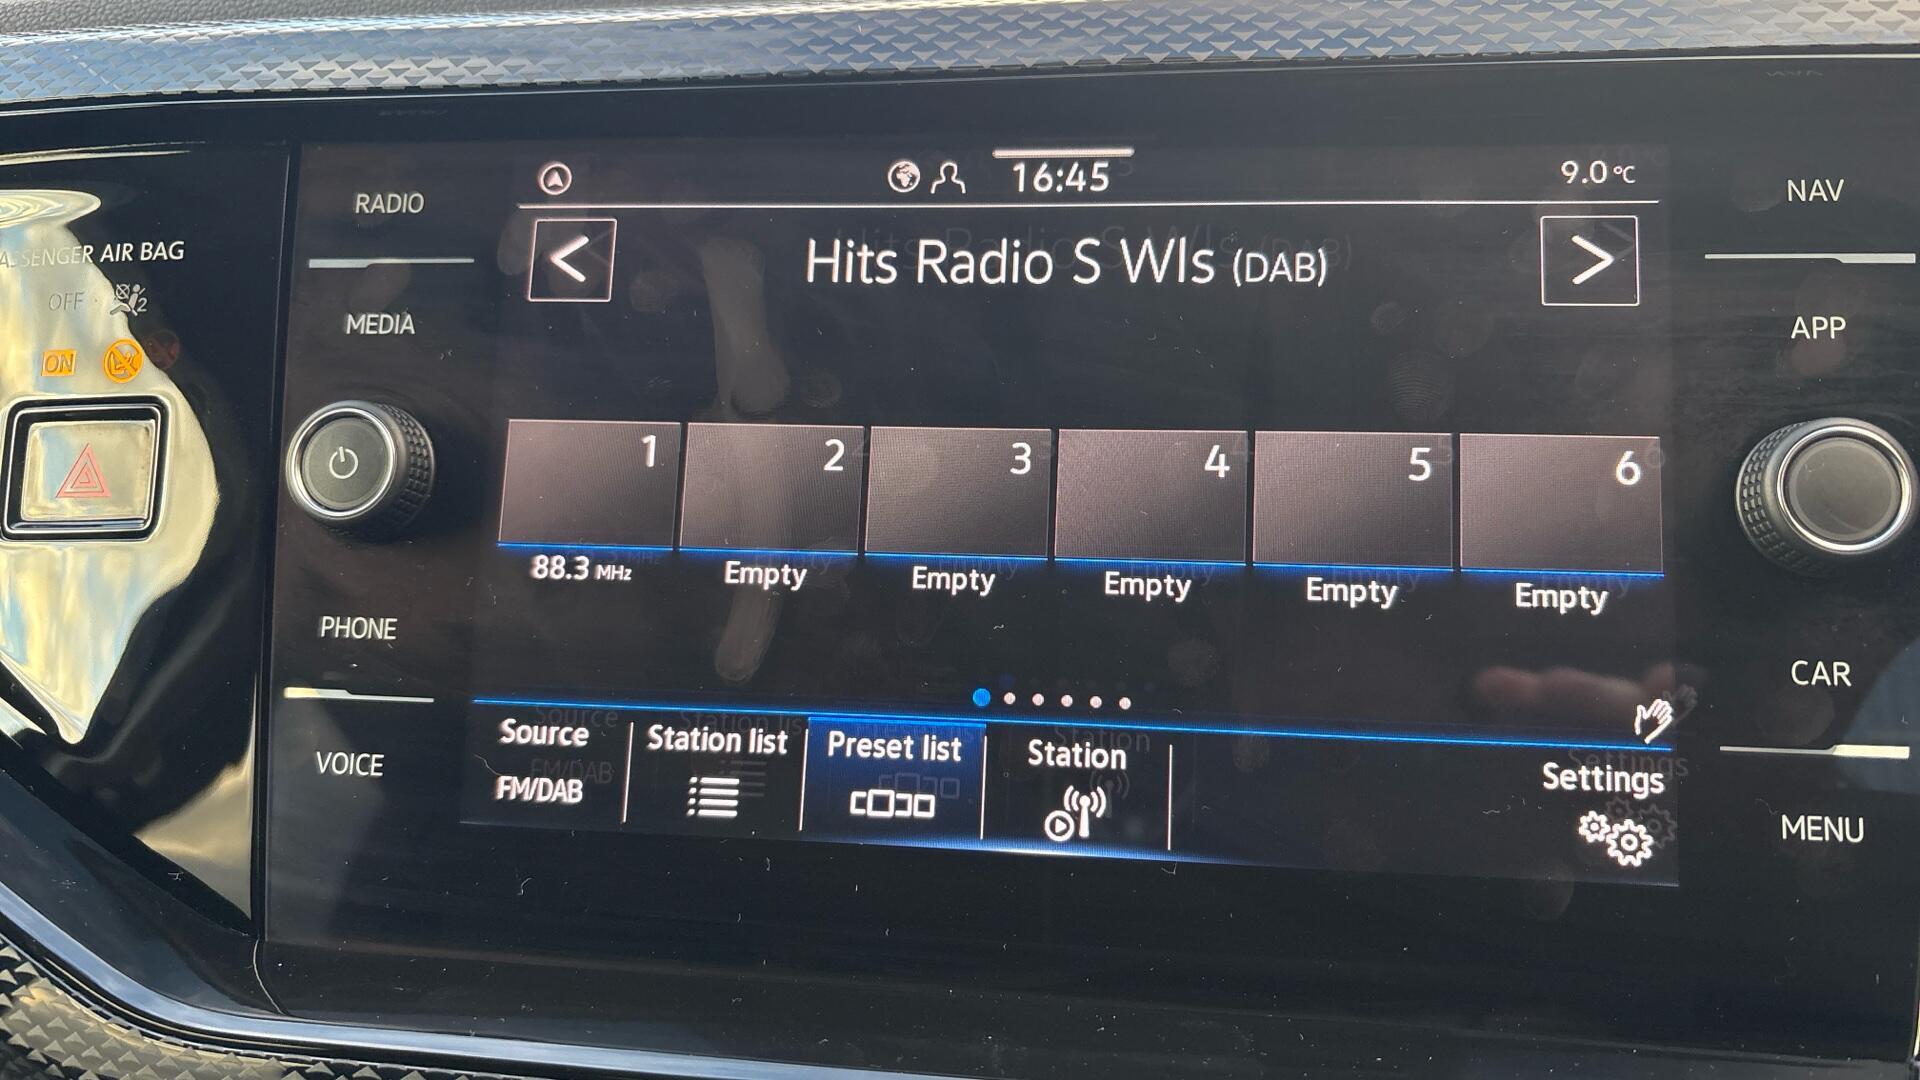 RADIO
MEDIA
PHONE
VOICE
PASSENGER AIR BAG
OFF
ON
16:45
9.0 °C
< Hits Radio S Wls (DAB) >
1 2 3 4 5 6
88.3 MHz Empty Empty Empty Empty Empty
Source
FM/DAB
Station list
Preset list
Station
Settings
NAV
APP
CAR
MENU